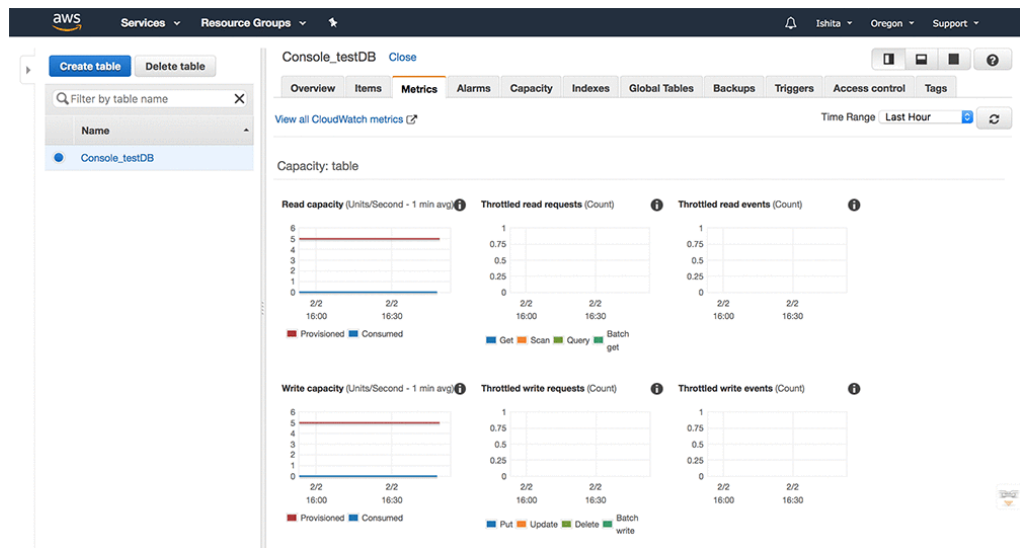 aws Services Resource Groups Ishita Oregon Support
Create table Delete table
Filter by table name
Name
Console_testDB
Console_testDB Close
Overview Items Metrics Alarms Capacity Indexes Global Tables Backups Triggers Access control Tags
View all CloudWatch metrics
Time Range Last Hour
Capacity: table
Read capacity (Units/Second - 1 min avg)
6
5
4
3
2
1
0
2/2 2/2
16:00 16:30
Provisioned Consumed
Throttled read requests (Count)
1
0.75
0.5
0.25
0
2/2 2/2
16:00 16:30
Get Scan Query Batch
get
Throttled read events (Count)
1
0.75
0.5
0.25
0
2/2 2/2
16:00 16:30
Write capacity (Units/Second - 1 min avg)
6
5
4
3
2
1
0
2/2 2/2
16:00 16:30
Provisioned Consumed
Throttled write requests (Count)
1
0.75
0.5
0.25
0
2/2 2/2
16:00 16:30
Put Update Delete Batch
write
Throttled write events (Count)
1
0.75
0.5
0.25
0
2/2 2/2
16:00 16:30